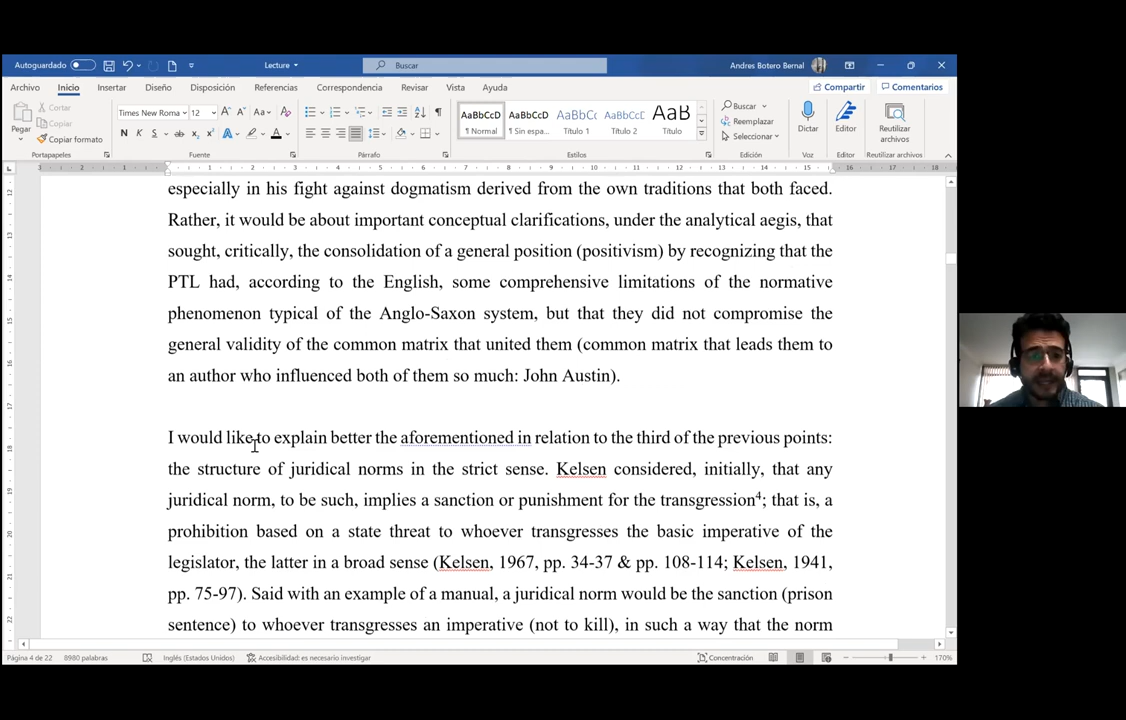 Autoguardado
Lecture
Buscar
Andres Botero Bernal
Archivo Inicio Insertar Diseño Disposición Referencias Correspondencia Revisar Vista Ayuda
Compartir Comentarios
Pegar
Cortar
Copiar
Copiar formato
Times New Roma 12
N K S
AaBbCcD AaBbCcD AaBbCc AaBbCcD AaB
¶ Normal ¶ Sin espa... Título 1 Título 2 Título
Buscar
Reemplazar
Seleccionar
Dictar
Editor
Reutilizar
archivos
Portapapeles Fuente Párrafo Estilos Edición Voz Editor Reutilizar archivos
especially in his fight against dogmatism derived from the own traditions that both faced.
Rather, it would be about important conceptual clarifications, under the analytical aegis, that
sought, critically, the consolidation of a general position (positivism) by recognizing that the
PTL had, according to the English, some comprehensive limitations of the normative
phenomenon typical of the Anglo-Saxon system, but that they did not compromise the
general validity of the common matrix that united them (common matrix that leads them to
an author who influenced both of them so much: John Austin).
I would like to explain better the aforementioned in relation to the third of the previous points:
the structure of juridical norms in the strict sense. Kelsen considered, initially, that any
juridical norm, to be such, implies a sanction or punishment for the transgression4; that is, a
prohibition based on a state threat to whoever transgresses the basic imperative of the
legislator, the latter in a broad sense (Kelsen, 1967, pp. 34-37 & pp. 108-114; Kelsen, 1941,
pp. 75-97). Said with an example of a manual, a juridical norm would be the sanction (prison
sentence) to whoever transgresses an imperative (not to kill), in such a way that the norm
Página 4 de 22 8980 palabras Inglés (Estados Unidos) Accesibilidad: es necesario investigar
Concentración 170%